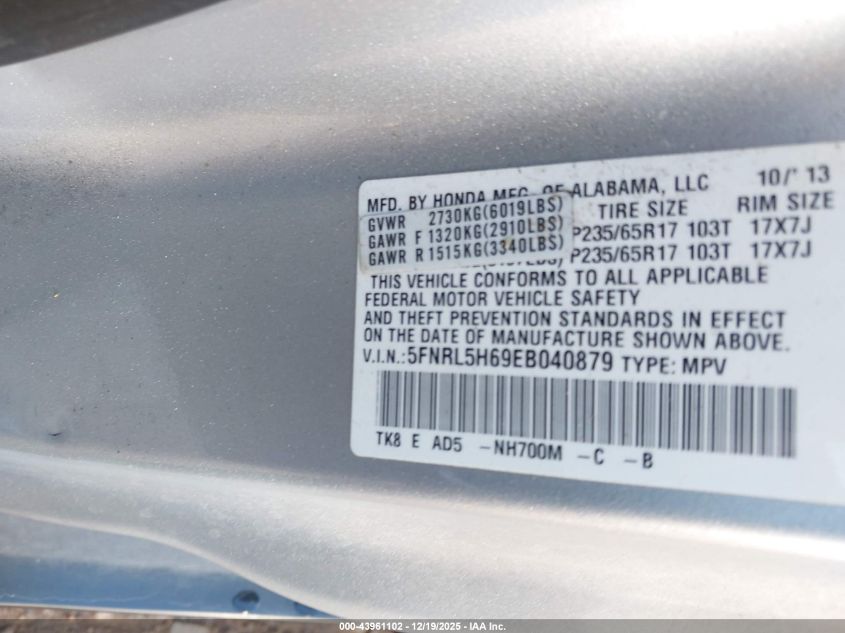 MFD. BY HONDA MFG. OF ALABAMA, LLC 10/'13
GVWR 2730KG(6019LBS) TIRE SIZE RIM SIZE
GAWR F 1320KG(2910LBS) P235/65R17 103T 17X7J
GAWR R 1515KG(3340LBS) P235/65R17 103T 17X7J
THIS VEHICLE CONFORMS TO ALL APPLICABLE
FEDERAL MOTOR VEHICLE SAFETY
AND THEFT PREVENTION STANDARDS IN EFFECT
ON THE DATE OF MANUFACTURE SHOWN ABOVE.
V.I.N.:5FNRL5H69EB040879 TYPE: MPV
TK8 E AD5 -NH700M -C -B
000-43961102 - 12/19/2025 - IAA Inc.